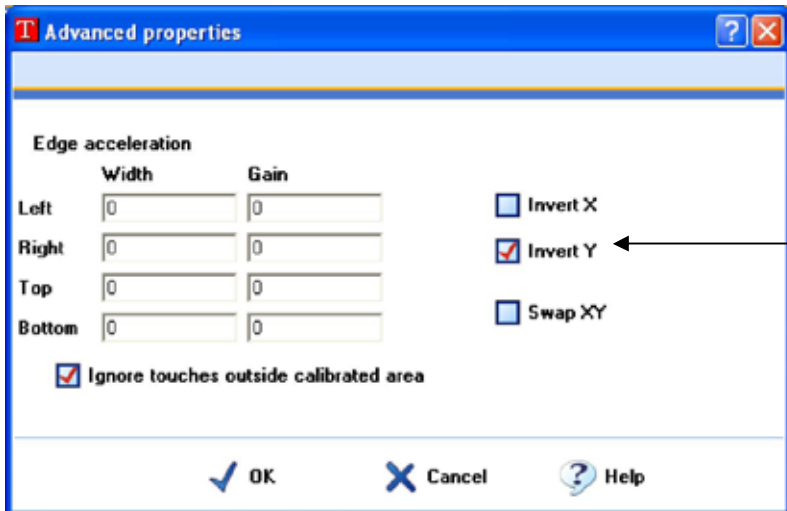 T Advanced properties
?
Edge acceleration
Width Gain
Left 0 0 Invert X
Right 0 0 Invert Y
Top 0 0
Bottom 0 0 Swap XY
Ignore touches outside calibrated area
OK Cancel ? Help